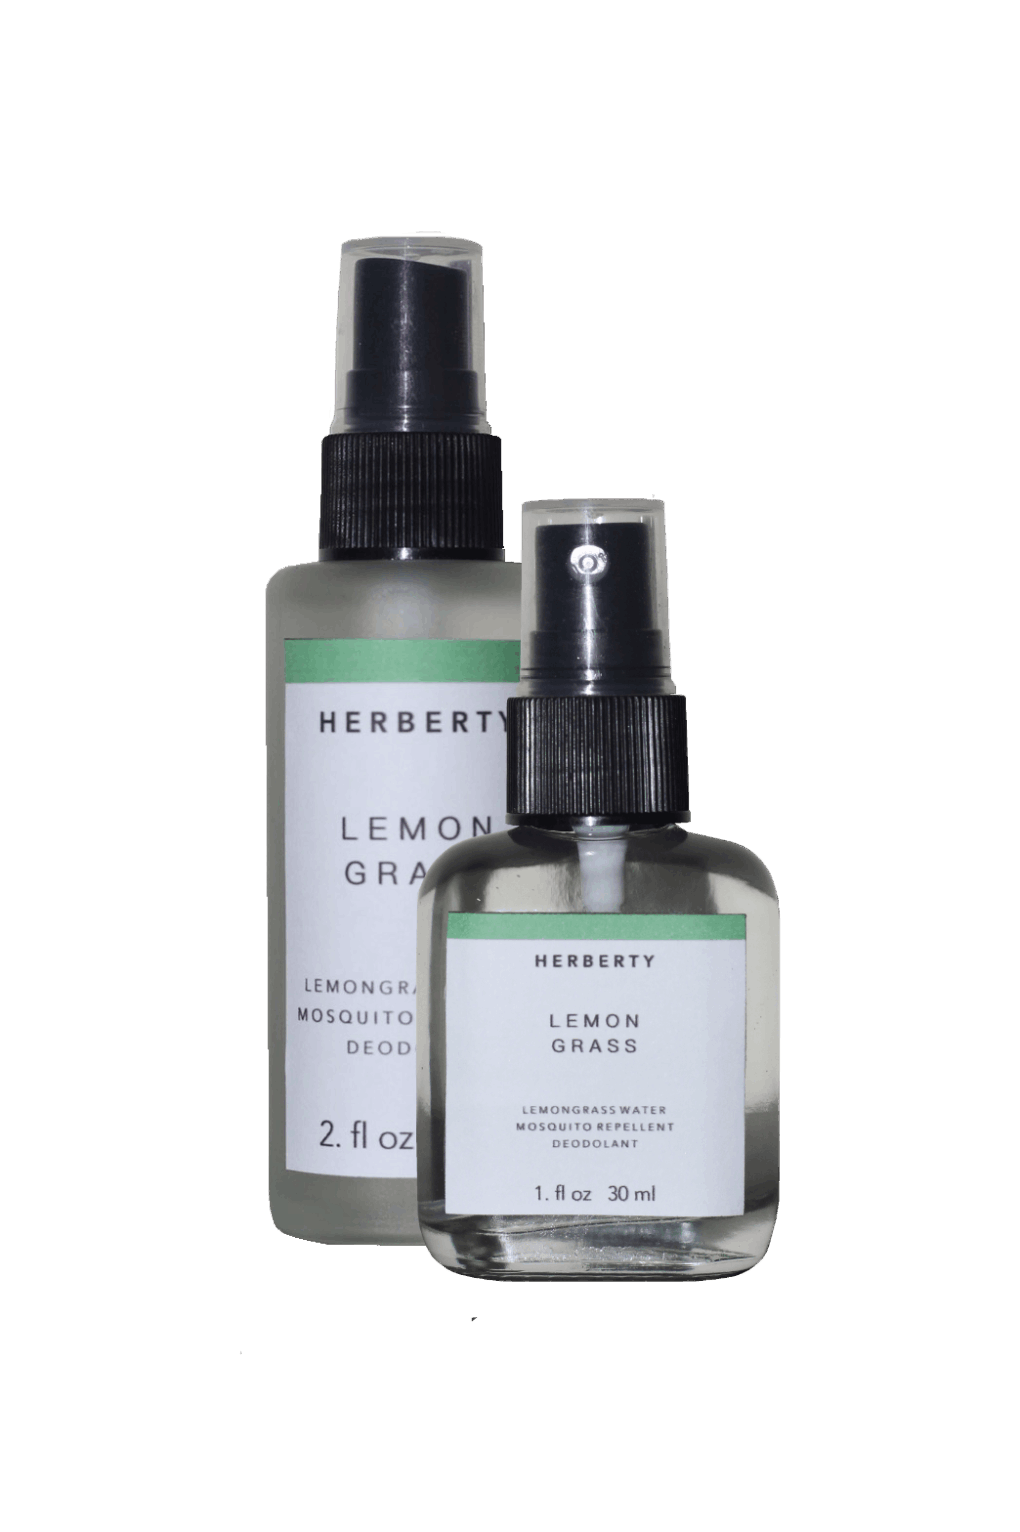 HERBERTY
LEMON
GRA
LEMONGRA
MOSQUITO
DEOD
2. fl oz
HERBERTY
LEMON
GRASS
LEMONGRASS WATER
MOSQUITO REPELLENT
DEODOLANT
1. fl oz 30 ml